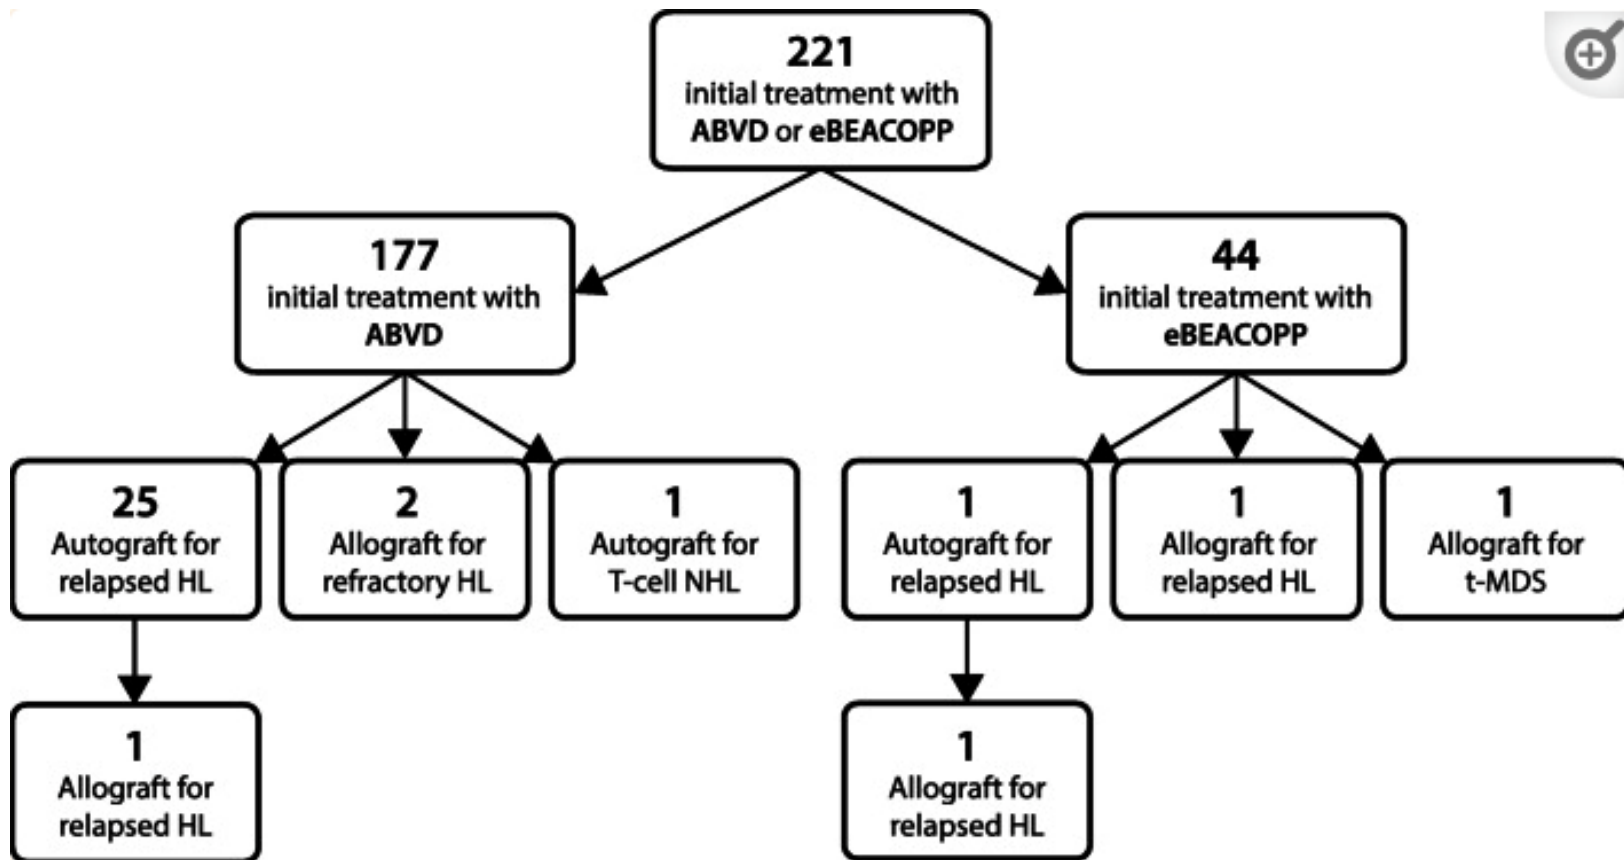 221
initial treatment with
ABVD or eBEACOPP
177
initial treatment with
ABVD
44
initial treatment with
eBEACOPP
25
Autograft for
relapsed HL
2
Allograft for
refractory HL
1
Autograft for
T-cell NHL
1
Autograft for
relapsed HL
1
Allograft for
relapsed HL
1
Allograft for
t-MDS
1
Allograft for
relapsed HL
1
Allograft for
relapsed HL